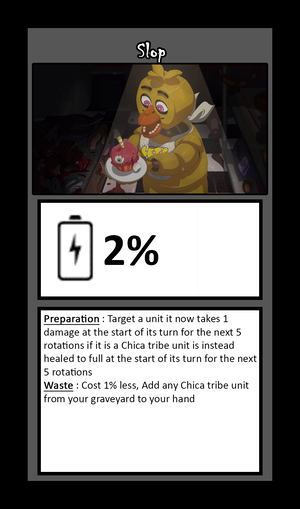 Slop
2%
Preparation : Target a unit it now takes 1
damage at the start of its turn for the next 5
rotations if it is a Chica tribe unit is instead
healed to full at the start of its turn for the next
5 rotations
Waste : Cost 1% less, Add any Chica tribe unit
from your graveyard to your hand